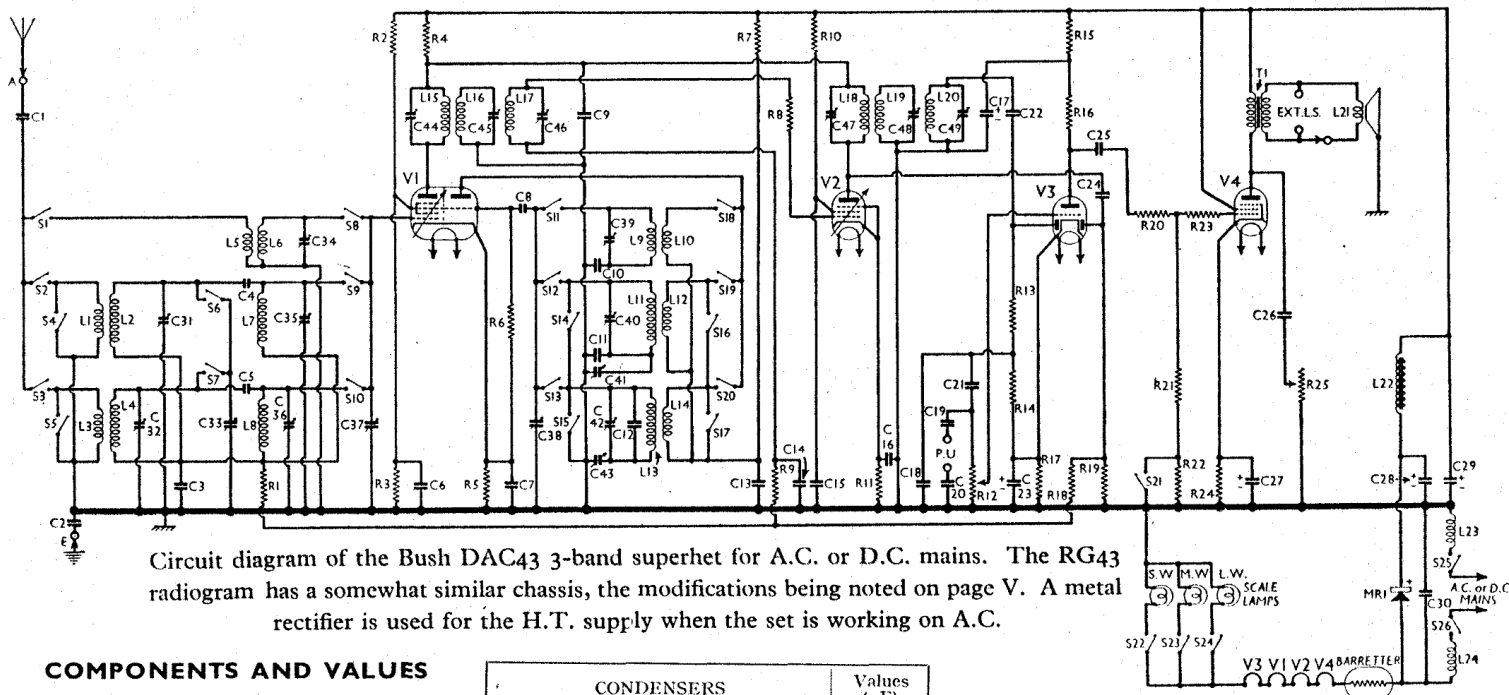 R2 R4 R7 R10 R15
A
C1
L15 L16 L17 C9 R8 L18 L19 L20 C17 C22 T1
C44 C45 C46 C47 C48 C49 R16 EXT.L.S. L21
C25
V1 V2 V3 V4
C8 C24
S1 S8 S11 S18
L5 L6 C34 C39 L9 L10 R20 R23
C10
S2 C4 S9 S12 S19
S4 L1 L2 C31 S6 L7 C35 R6 S14 C40 L11 L12 S16 R13 C26
C11
S7 C5 C41 C21 R21 R25 L22
S3 S10 S13 S20
S5 L3 L4 C32 C33 L8 C36 C37 C38 S15 C42 C12 L14 S17 C19 R14
C43 L13 C14 C16 P.U R17
R1 R3 C6 R5 C7 C13 R9 C15 R11 C18 C20 R12 C23 R18 R19 S21 R22 R24 C27 C28 C29
C3
C2
E
L23
Circuit diagram of the Bush DAC43 3-band superhet for A.C. or D.C. mains. The RG43
radiogram has a somewhat similar chassis, the modifications being noted on page V. A metal
rectifier is used for the H.T. supply when the set is working on A.C.
S.W M.W L.W. SCALE LAMPS
MR1 C30 S25 A.C. or D.C. MAINS
S26
S22 S23 S24 L24
V3 V1 V2 V4 BARRETTER
COMPONENTS AND VALUES
CONDENSERS Values